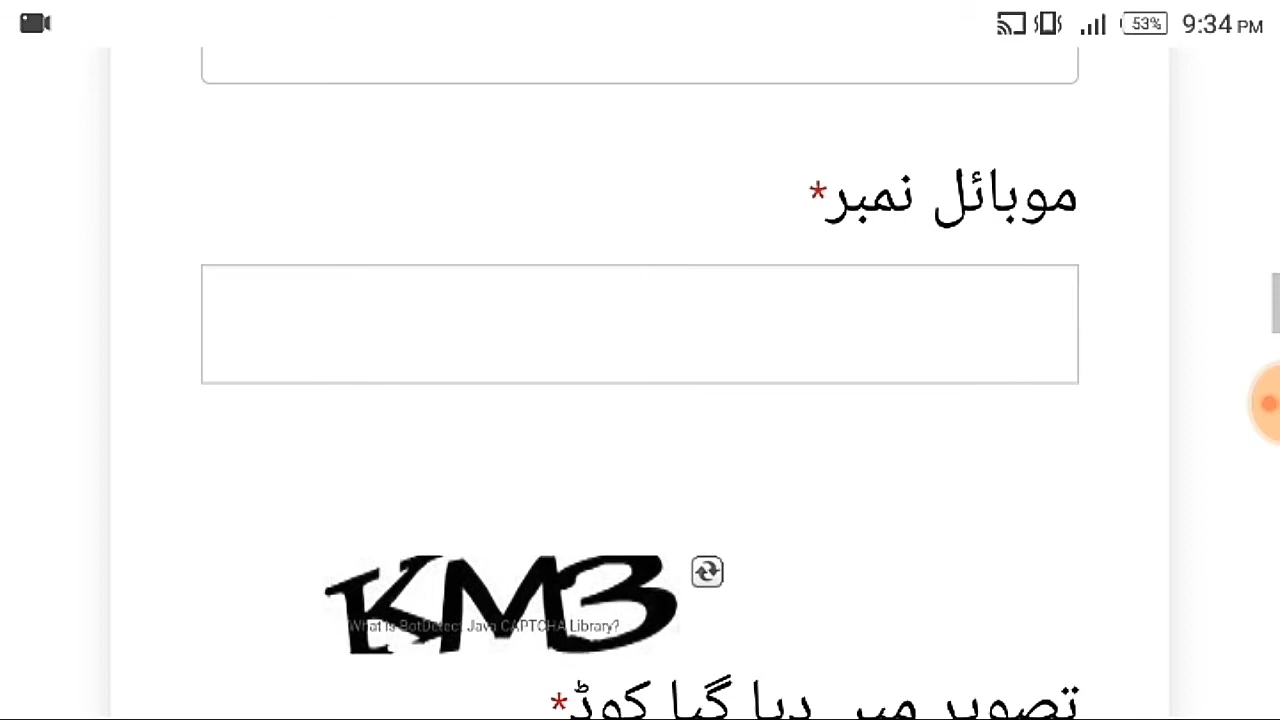 53% 9:34 PM
موبائل نمبر*
KM3
What is BotDetect Java CAPTCHA Library?
تصویر میں دیا گیا کوڈ*